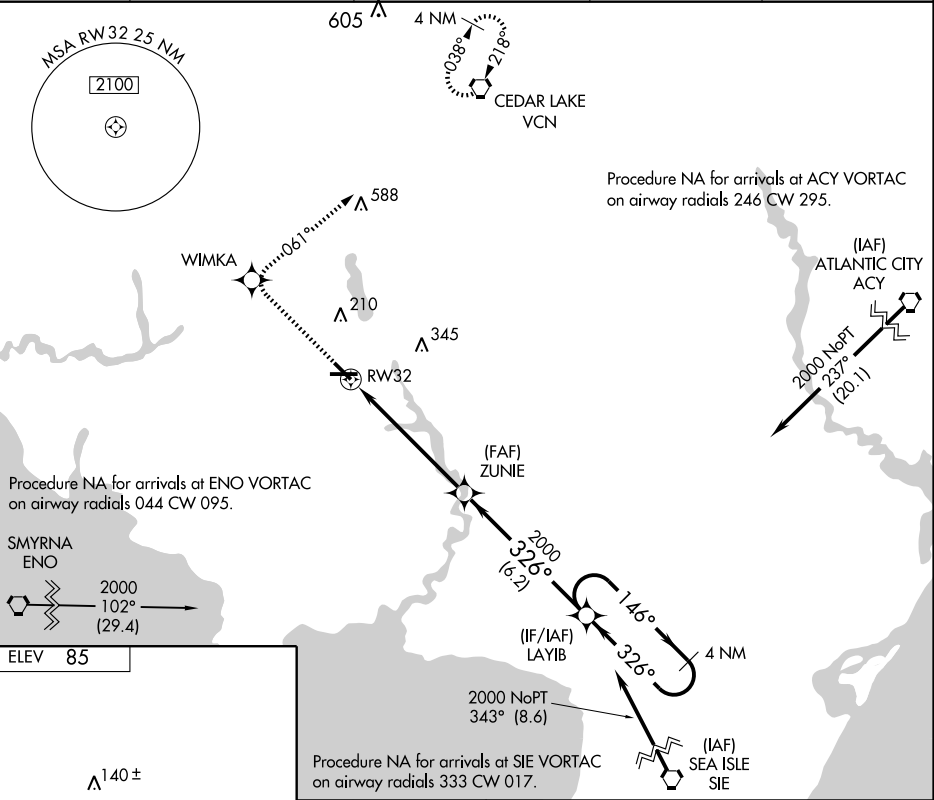 605
4 NM
038°
218°
CEDAR LAKE
VCN
MSA RW32 25 NM
2100
588
061°
WIMKA
210
345
RW32
Procedure NA for arrivals at ACY VORTAC
on airway radials 246 CW 295.
(IAF)
ATLANTIC CITY
ACY
2000 NoPT
237°
(20.1)
(FAF)
ZUNIE
Procedure NA for arrivals at ENO VORTAC
on airway radials 044 CW 095.
SMYRNA
ENO
2000
102°
(29.4)
2000
326°
(6.2)
146°
326°
4 NM
(IF/IAF)
LAYIB
2000 NoPT
343° (8.6)
(IAF)
SEA ISLE
SIE
Procedure NA for arrivals at SIE VORTAC
on airway radials 333 CW 017.
ELEV 85
140 ±